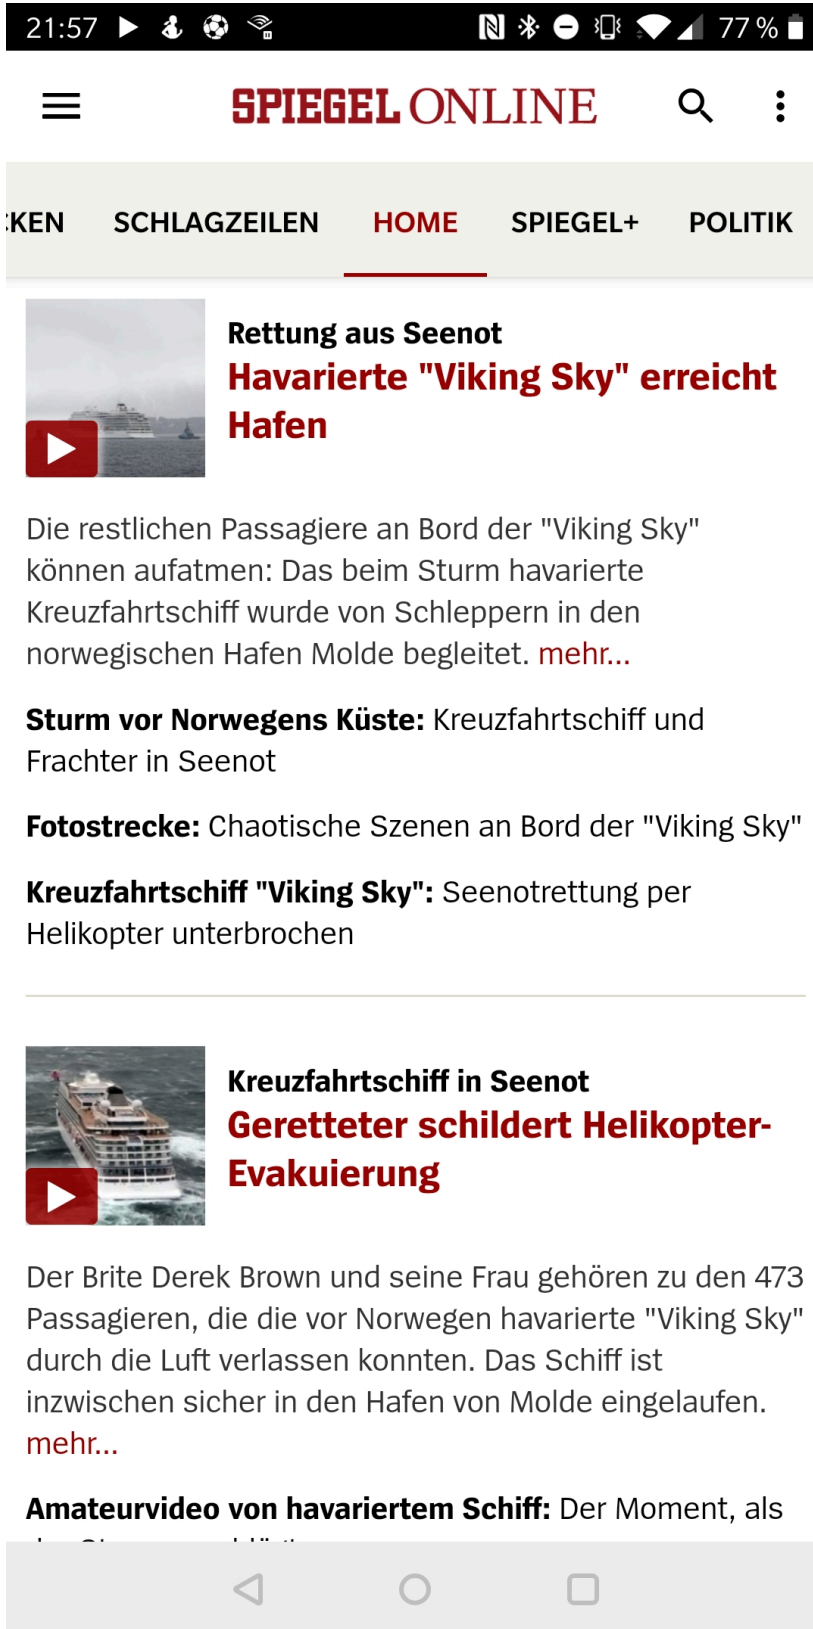 21:57 77 %
SPIEGEL ONLINE
KEN SCHLAGZEILEN HOME SPIEGEL+ POLITIK
Rettung aus Seenot
Havarierte "Viking Sky" erreicht
Hafen
Die restlichen Passagiere an Bord der "Viking Sky"
können aufatmen: Das beim Sturm havarierte
Kreuzfahrtschiff wurde von Schleppern in den
norwegischen Hafen Molde begleitet. mehr...
Sturm vor Norwegens Küste: Kreuzfahrtschiff und
Frachter in Seenot
Fotostrecke: Chaotische Szenen an Bord der "Viking Sky"
Kreuzfahrtschiff "Viking Sky": Seenotrettung per
Helikopter unterbrochen
Kreuzfahrtschiff in Seenot
Geretteter schildert Helikopter-
Evakuierung
Der Brite Derek Brown und seine Frau gehören zu den 473
Passagieren, die die vor Norwegen havarierte "Viking Sky"
durch die Luft verlassen konnten. Das Schiff ist
inzwischen sicher in den Hafen von Molde eingelaufen.
mehr...
Amateurvideo von havariertem Schiff: Der Moment, als